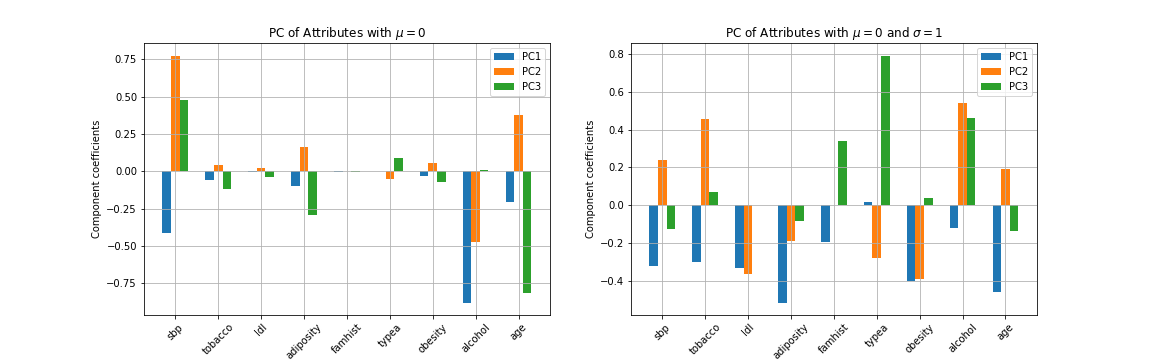 PC of Attributes with μ = 0
PC1
PC2
PC3
Component coefficients
0.75
0.50
0.25
0.00
−0.25
−0.50
−0.75
sbp
tobacco
ldl
adiposity
famhist
typea
obesity
alcohol
age
PC of Attributes with μ = 0 and σ = 1
PC1
PC2
PC3
Component coefficients
0.8
0.6
0.4
0.2
0.0
−0.2
−0.4
sbp
tobacco
ldl
adiposity
famhist
typea
obesity
alcohol
age